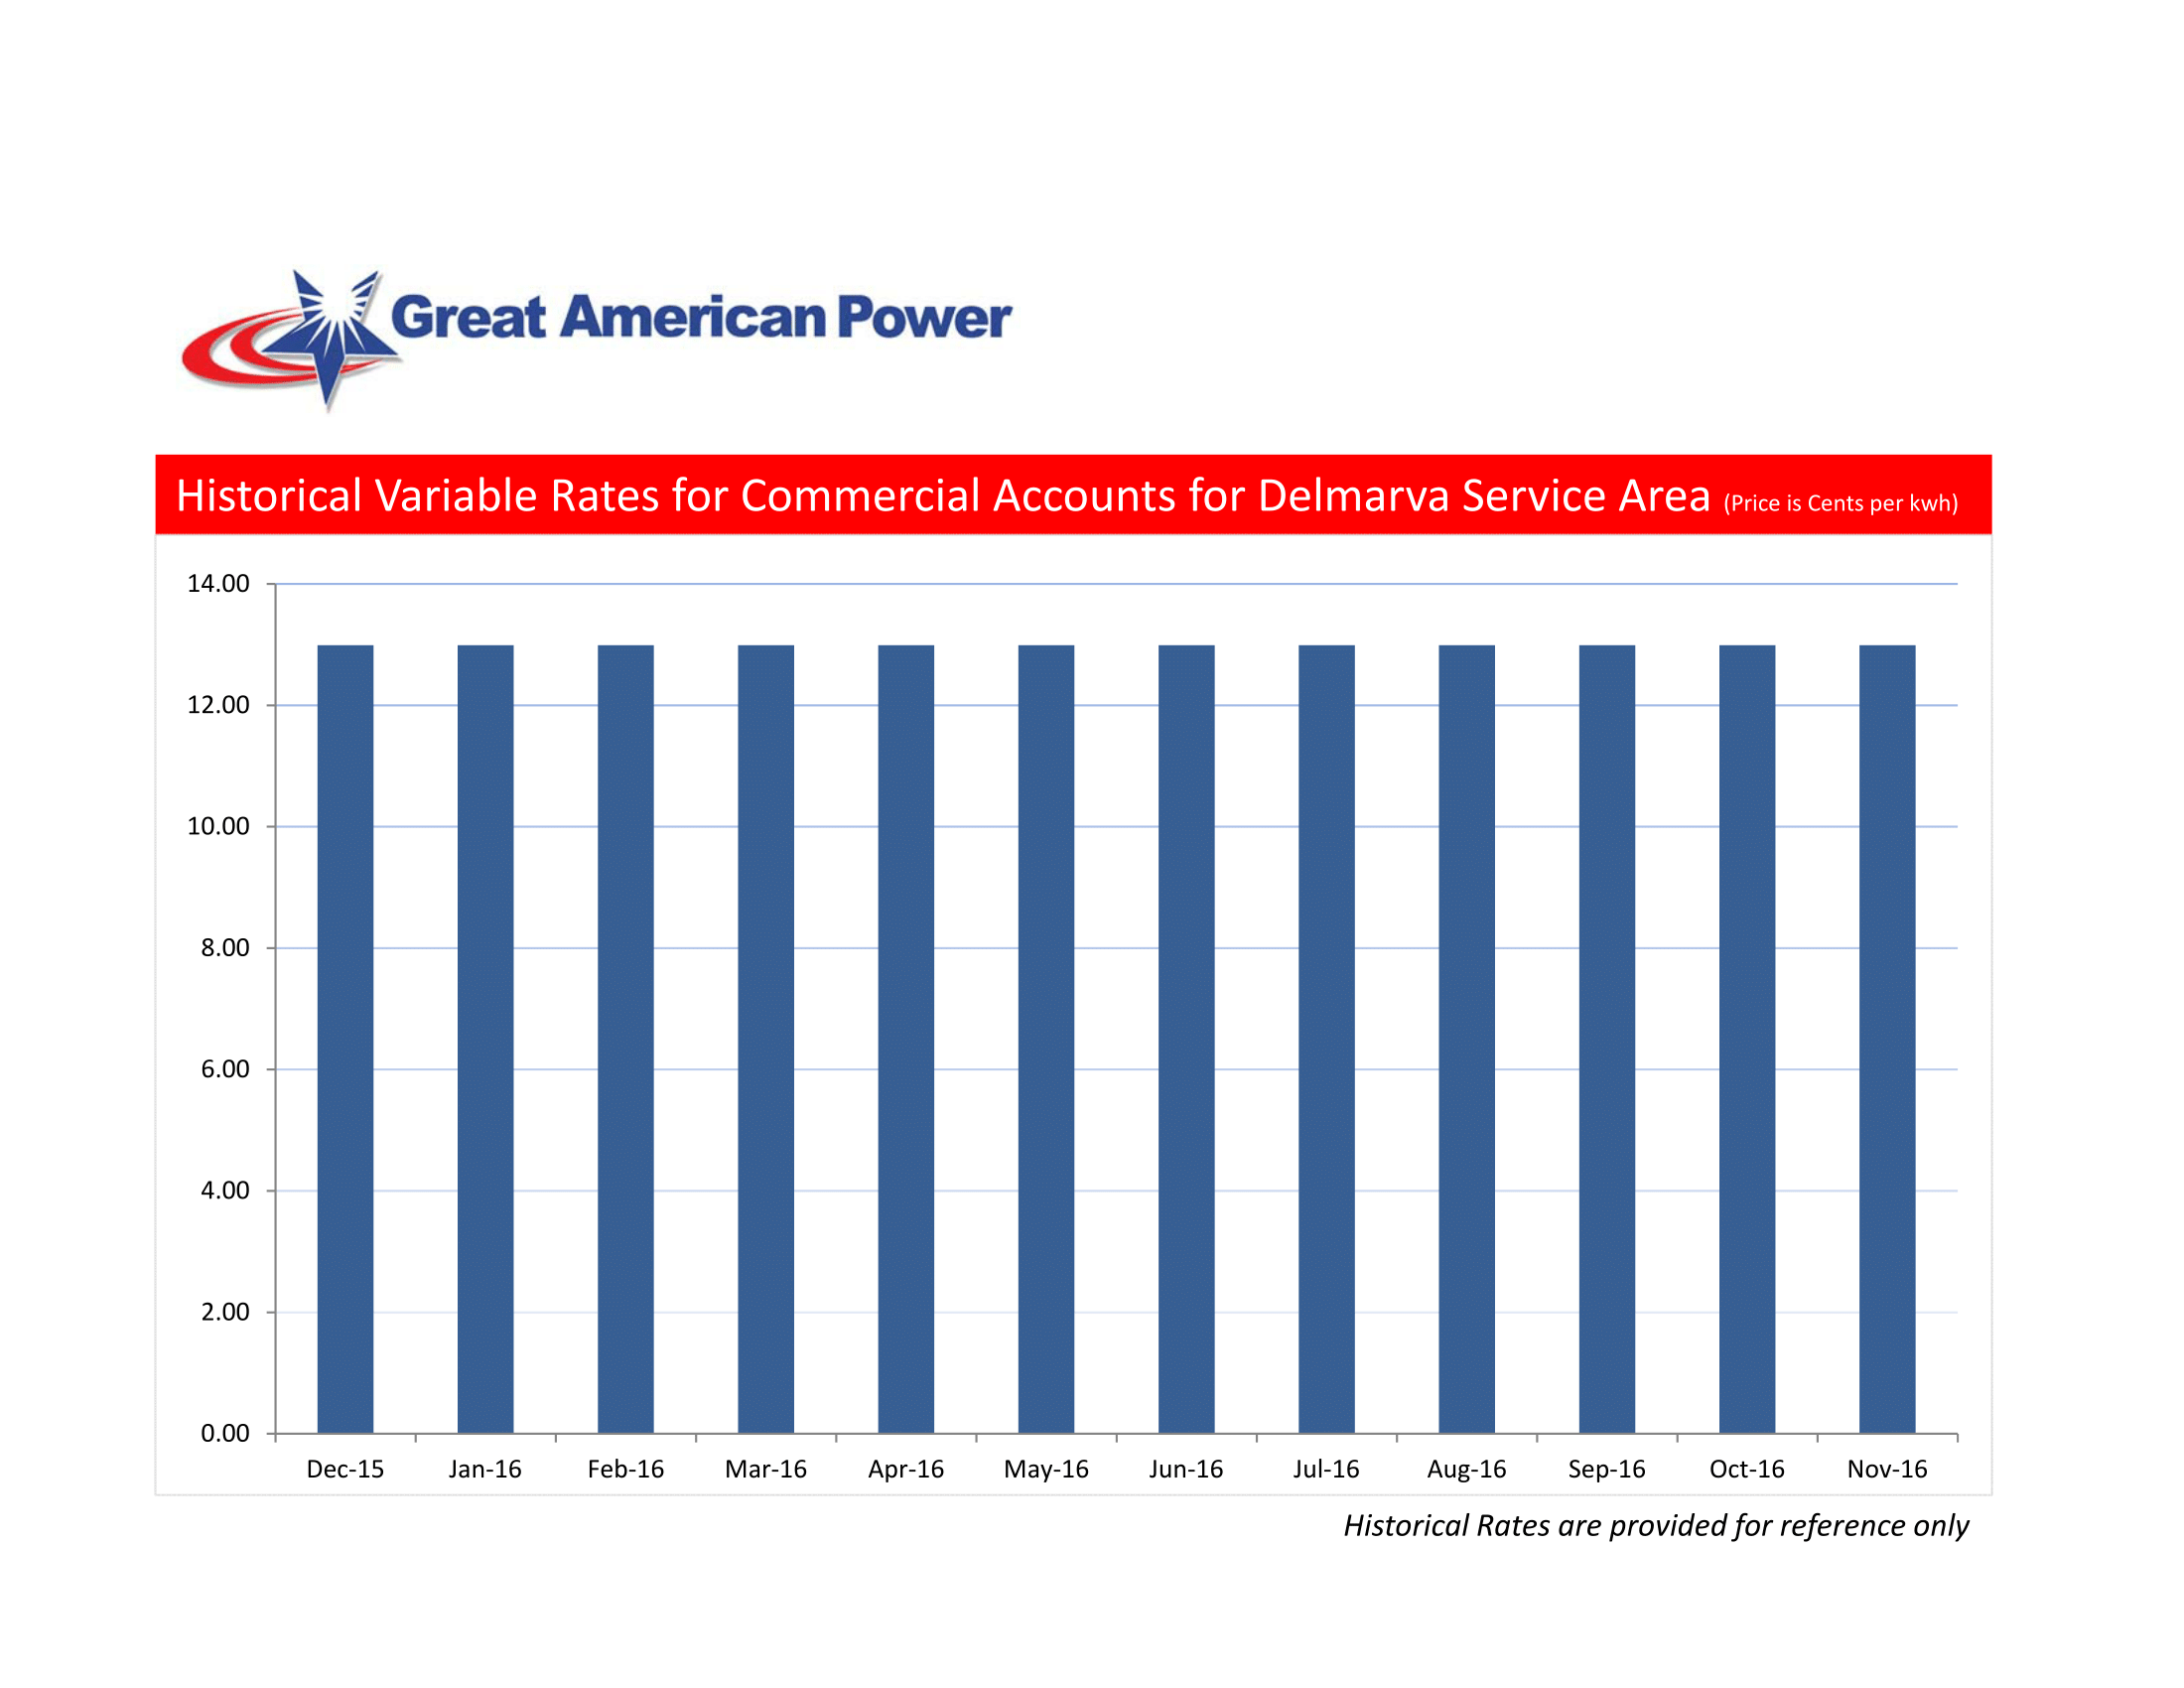 Great American Power
Historical Variable Rates for Commercial Accounts for Delmarva Service Area (Price is Cents per kwh)
14.00
12.00
10.00
8.00
6.00
4.00
2.00
0.00
Dec-15 Jan-16 Feb-16 Mar-16 Apr-16 May-16 Jun-16 Jul-16 Aug-16 Sep-16 Oct-16 Nov-16
Historical Rates are provided for reference only